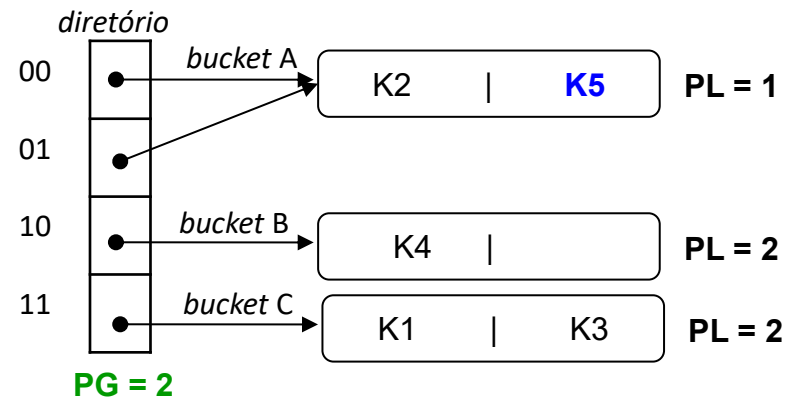 diretório
00 bucket A K2 | K5 PL = 1
01
10 bucket B K4 | PL = 2
11 bucket C K1 | K3 PL = 2
PG = 2